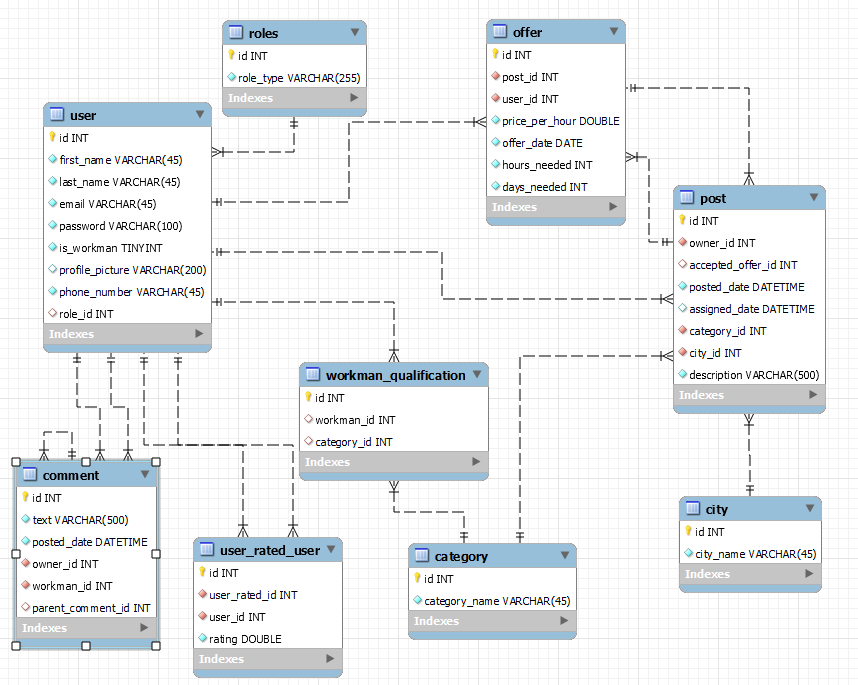 roles
id INT
role_type VARCHAR(255)
Indexes
offer
id INT
post_id INT
user_id INT
price_per_hour DOUBLE
offer_date DATE
hours_needed INT
days_needed INT
Indexes
user
id INT
first_name VARCHAR(45)
last_name VARCHAR(45)
email VARCHAR(45)
password VARCHAR(100)
is_workman TINYINT
profile_picture VARCHAR(200)
phone_number VARCHAR(45)
role_id INT
Indexes
post
id INT
owner_id INT
accepted_offer_id INT
posted_date DATETIME
assigned_date DATETIME
category_id INT
city_id INT
description VARCHAR(500)
Indexes
workman_qualification
id INT
workman_id INT
category_id INT
Indexes
comment
id INT
text VARCHAR(500)
posted_date DATETIME
owner_id INT
workman_id INT
parent_comment_id INT
Indexes
user_rated_user
id INT
user_rated_id INT
user_id INT
rating DOUBLE
Indexes
category
id INT
category_name VARCHAR(45)
Indexes
city
id INT
city_name VARCHAR(45)
Indexes